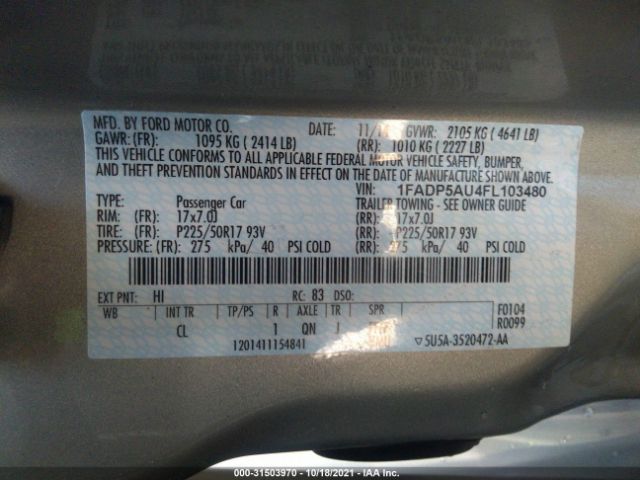 MFD. BY FORD MOTOR CO. DATE: 11/14 GVWR: 2105 KG ( 4641 LB)
GAWR: (FR): 1095 KG ( 2414 LB) (RR): 1010 KG ( 2227 LB)
THIS VEHICLE CONFORMS TO ALL APPLICABLE FEDERAL MOTOR VEHICLE SAFETY, BUMPER,
AND THEFT PREVENTION STANDARDS IN EFFECT ON THE DATE OF MANUFACTURE SHOWN ABOVE.
VIN: 1FADP5AU4FL103480
TYPE: Passenger Car TRAILER TOWING - SEE OWNER GUIDE
RIM: (FR): 17x7.0J (RR): 17x7.0J
TIRE: (FR): P225/50R17 93V (RR): P225/50R17 93V
PRESSURE: (FR): 275 kPa/ 40 PSI COLD (RR): 275 kPa/ 40 PSI COLD
EXT PNT: HI RC: 83 DSO:
WB INT TR TP/PS R AXLE TR SPR F0104
CL 1 QN J R0099
1201411154841 ▽5U5A-3520472-AA
000-31503970 - 10/18/2021 - IAA Inc.